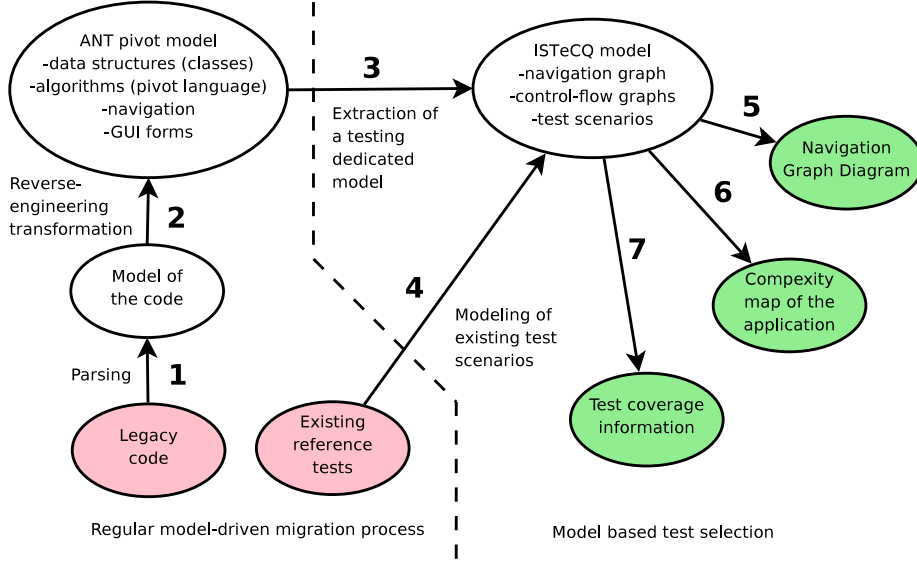 ANT pivot model
-data structures (classes)
-algorithms (pivot language)
-navigation
-GUI forms
3
Extraction of
a testing
dedicated
model
ISTeCQ model
-navigation graph
-control-flow graphs
-test scenarios
5
Navigation
Graph Diagram
Reverse-
engineering
transformation
2
6
7
Model of
the code
4
Modeling of
existing test
scenarios
Compexity
map of the
application
Parsing
1
Legacy
code
Existing
reference
tests
Test coverage
information
Regular model-driven migration process
Model based test selection